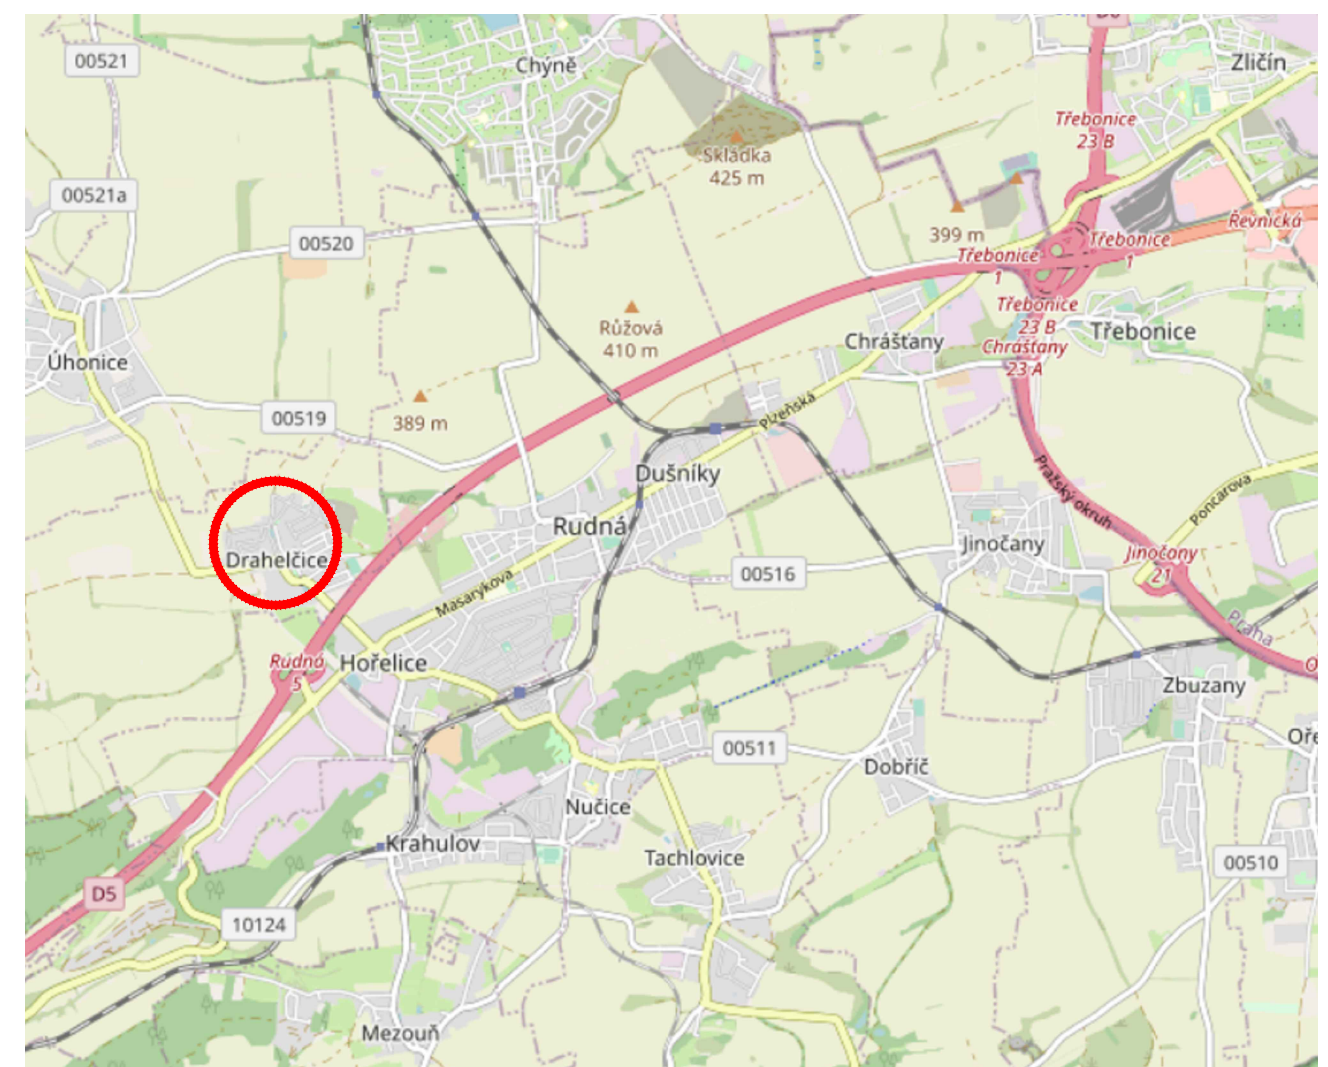 00521
Chýně
Zličín
Třebonice
23 B
Skládka
425 m
00521a
Řevnická
00520
399 m
Třebonice
1
Třebonice
1
Třebonice
23 B
Růžová
410 m
Chrášťany
Chrášťany
23 A
Třebonice
Úhonice
00519
389 m
Plzeňská
Dušníky
Pražský okruh
Poncarova
Rudná
Jinočany
Jinočany
21
Drahelčice
00516
Masarykova
Praha
Rudná
5
Hořelice
Zbuzany
00511
Dobříč
Nučice
Krahulov
Tachlovice
00510
D5
10124
Mezouň